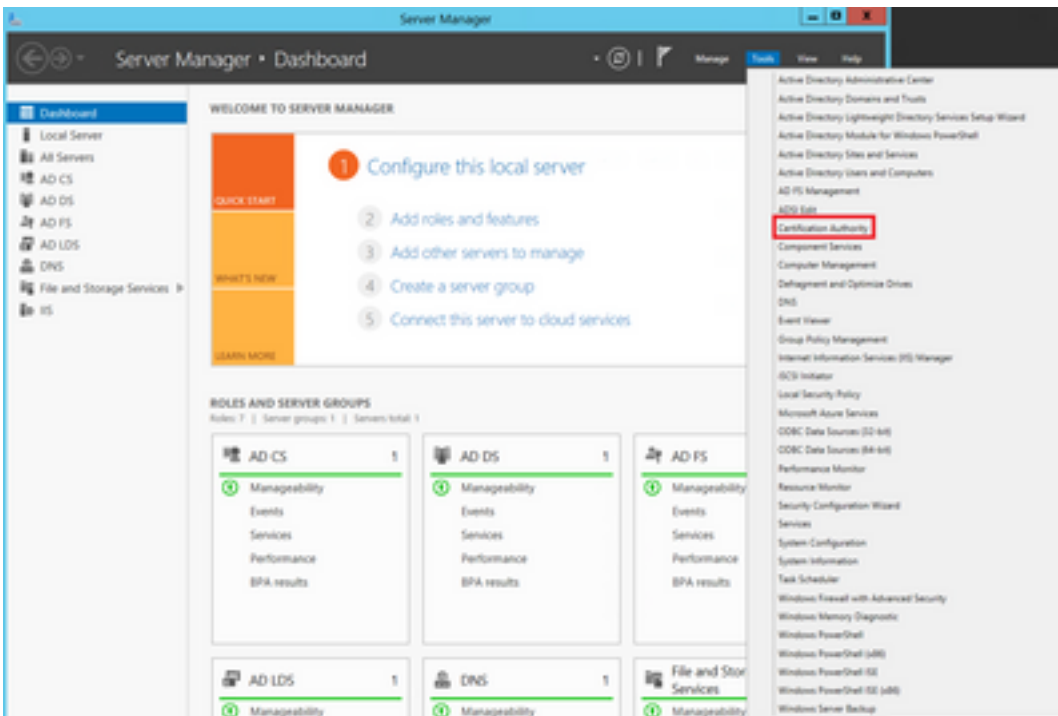 Server Manager
Server Manager • Dashboard
Manage Tools View Help
Dashboard
Local Server
All Servers
AD CS
AD DS
AD FS
AD LDS
DNS
File and Storage Services
IIS
WELCOME TO SERVER MANAGER
QUICK START
WHAT'S NEW
LEARN MORE
1 Configure this local server
2 Add roles and features
3 Add other servers to manage
4 Create a server group
5 Connect this server to cloud services
ROLES AND SERVER GROUPS
Roles: 7 | Server groups: 1 | Servers total: 1
AD CS 1
Manageability
Events
Services
Performance
BPA results
AD DS 1
Manageability
Events
Services
Performance
BPA results
AD FS
Manageability
Events
Services
Performance
BPA results
AD LDS 1
Manageability
DNS 1
Manageability
File and Stor
Services
Manageability
Active Directory Administrative Center
Active Directory Domains and Trusts
Active Directory Lightweight Directory Services Setup Wizard
Active Directory Module for Windows PowerShell
Active Directory Sites and Services
Active Directory Users and Computers
AD FS Management
ADSI Edit
Certification Authority
Component Services
Computer Management
Defragment and Optimize Drives
DNS
Event Viewer
Group Policy Management
Internet Information Services (IIS) Manager
iSCSI Initiator
Local Security Policy
Microsoft Azure Services
ODBC Data Sources (32-bit)
ODBC Data Sources (64-bit)
Performance Monitor
Resource Monitor
Security Configuration Wizard
Services
System Configuration
System Information
Task Scheduler
Windows Firewall with Advanced Security
Windows Memory Diagnostic
Windows PowerShell
Windows PowerShell (x86)
Windows PowerShell ISE
Windows PowerShell ISE (x86)
Windows Server Backup